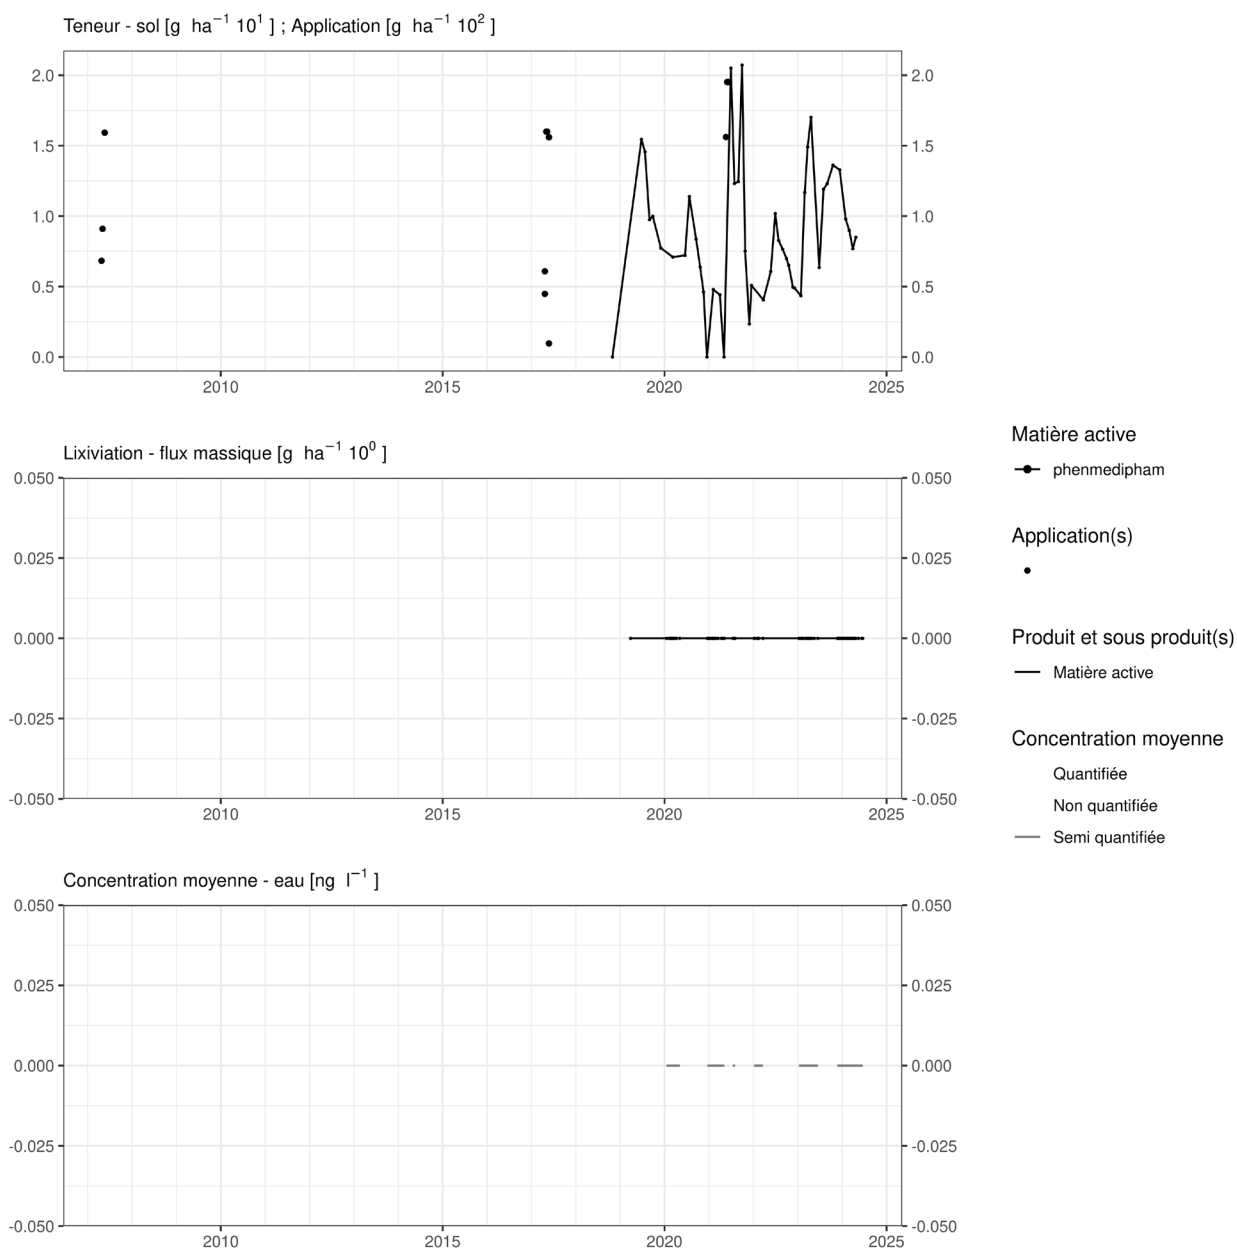 Teneur - sol [g ha⁻¹ 10¹ ] ; Application [g ha⁻¹ 10² ]
2.0 2.0
1.5 1.5
1.0 1.0
0.5 0.5
0.0 0.0
2010 2015 2020 2025
Lixiviation - flux massique [g ha⁻¹ 10⁰ ]
0.050 0.050
0.025 0.025
0.000 0.000
-0.025 -0.025
-0.050 -0.050
2010 2015 2020 2025
Concentration moyenne - eau [ng l⁻¹ ]
0.050 0.050
0.025 0.025
0.000 0.000
-0.025 -0.025
-0.050 -0.050
2010 2015 2020 2025
Matière active
phenmedipham
Application(s)
Produit et sous produit(s)
Matière active
Concentration moyenne
Quantifiée
Non quantifiée
Semi quantifiée